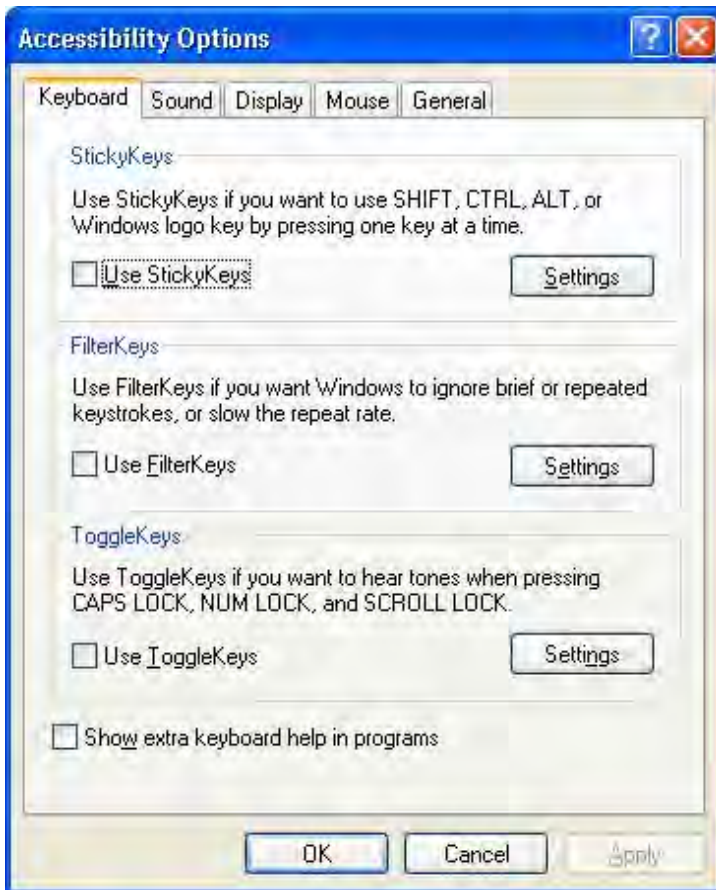 Accessibility Options
Keyboard Sound Display Mouse General
StickyKeys
Use StickyKeys if you want to use SHIFT, CTRL, ALT, or
Windows logo key by pressing one key at a time.
Use StickyKeys Settings
FilterKeys
Use FilterKeys if you want Windows to ignore brief or repeated
keystrokes, or slow the repeat rate.
Use FilterKeys Settings
ToggleKeys
Use ToggleKeys if you want to hear tones when pressing
CAPS LOCK, NUM LOCK, and SCROLL LOCK.
Use ToggleKeys Settings
Show extra keyboard help in programs
OK Cancel Apply